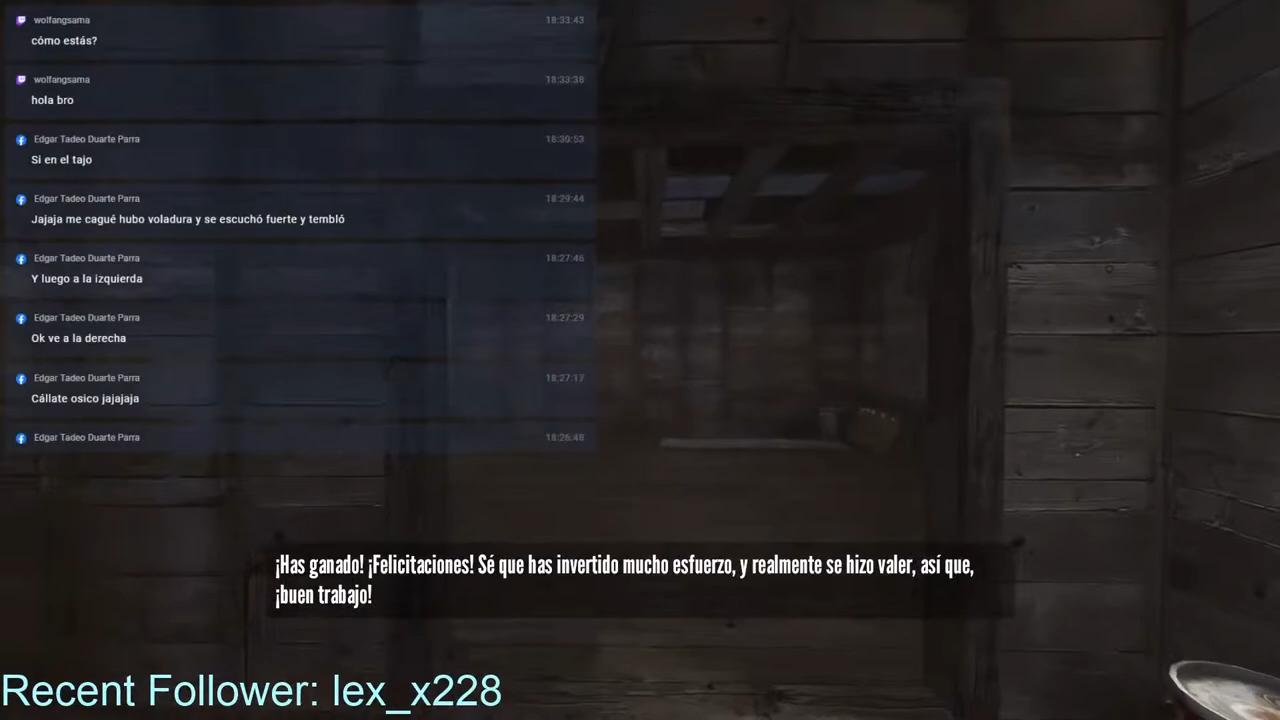 wolfangsama 18:33:43
cómo estás?
wolfangsama 18:33:38
hola bro
Edgar Tadeo Duarte Parra 18:30:53
Si en el tajo
Edgar Tadeo Duarte Parra 18:29:44
Jajaja me cagué hubo voladura y se escuchó fuerte y tembló
Edgar Tadeo Duarte Parra 18:27:46
Y luego a la izquierda
Edgar Tadeo Duarte Parra 18:27:29
Ok ve a la derecha
Edgar Tadeo Duarte Parra 18:27:17
Cállate osico jajajaja
Edgar Tadeo Duarte Parra 18:26:48
¡Has ganado! ¡Felicitaciones! Sé que has invertido mucho esfuerzo, y realmente se hizo valer, así que,
¡buen trabajo!
Recent Follower: lex_x228